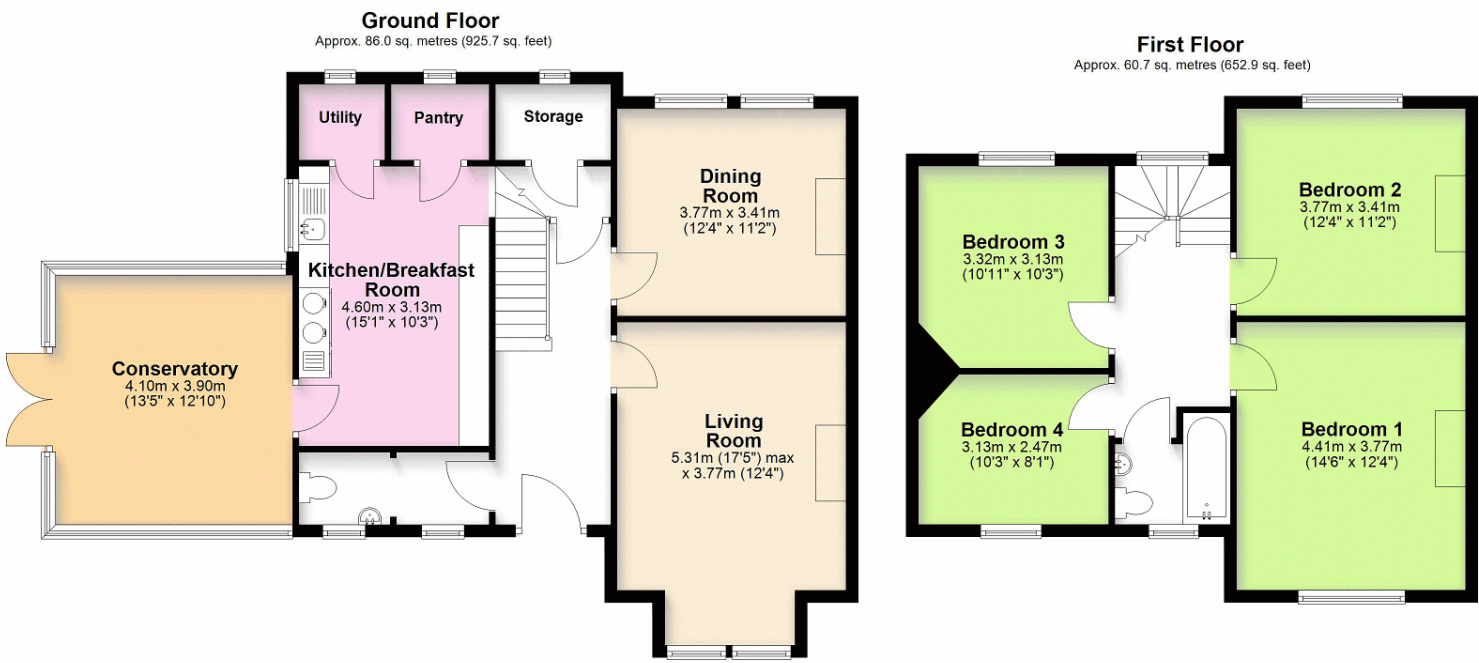 Ground Floor
Approx. 86.0 sq. metres (925.7 sq. feet)
Utility
Pantry
Storage
Dining
Room
3.77m x 3.41m
(12'4" x 11'2")
Kitchen/Breakfast
Room
4.60m x 3.13m
(15'1" x 10'3")
Conservatory
4.10m x 3.90m
(13'5" x 12'10")
Living
Room
5.31m (17'5") max
x 3.77m (12'4")
First Floor
Approx. 60.7 sq. metres (652.9 sq. feet)
Bedroom 2
3.77m x 3.41m
(12'4" x 11'2")
Bedroom 3
3.32m x 3.13m
(10'11" x 10'3")
Bedroom 4
3.13m x 2.47m
(10'3" x 8'1")
Bedroom 1
4.41m x 3.77m
(14'6" x 12'4")